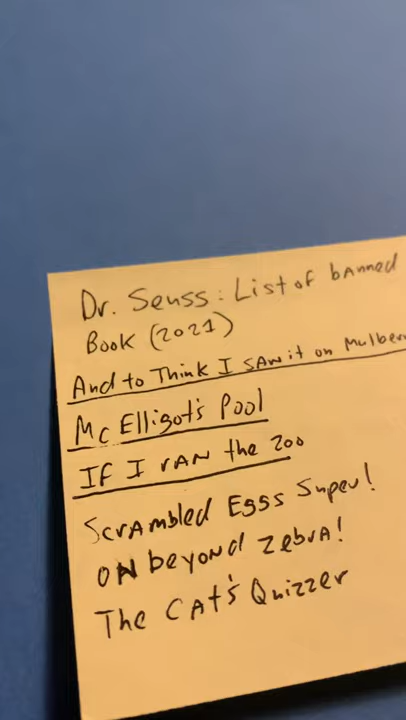 Dr. Seuss: List of banned
Book (2021)
And to Think I SAW it on Mulber
Mc Elligot's Pool
IF I rAN the Zoo
ScrAmbled Eggs Super!
ON beyond ZebrA!
The CAt's Quizzer